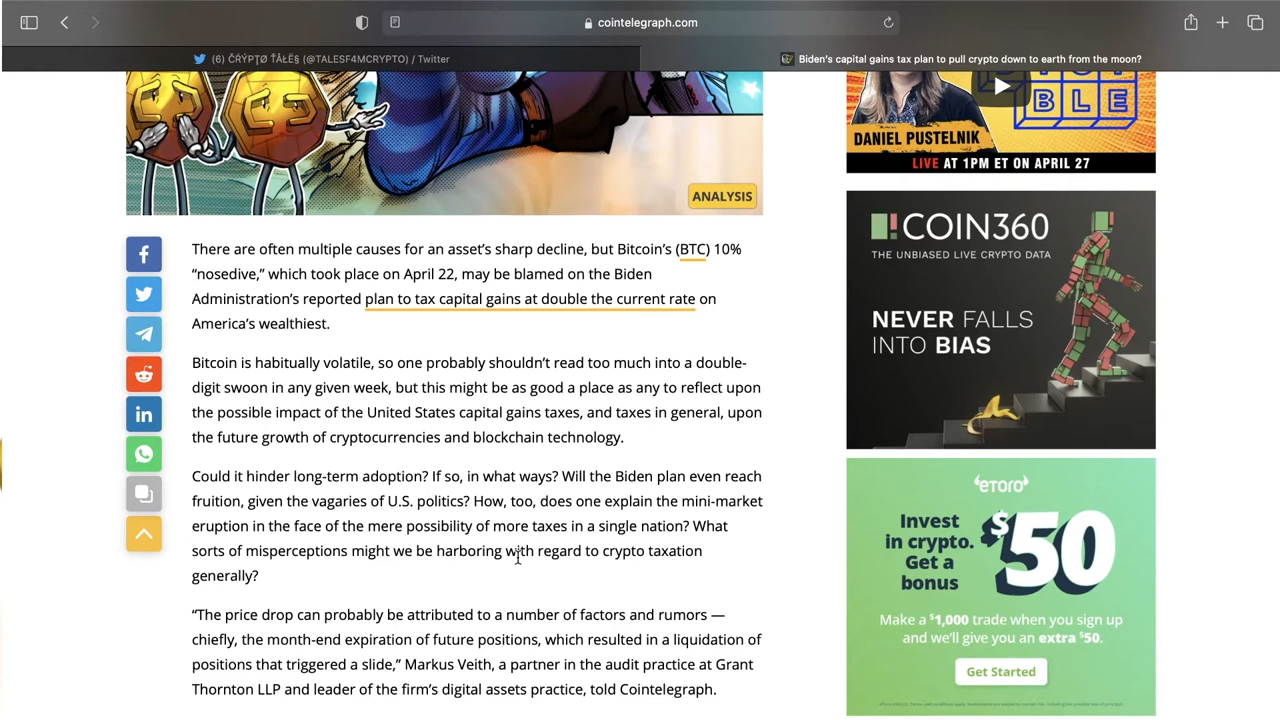 cointelegraph.com
(6) ČŔÝPŢØ ŤÅŁË§ (@TALESF4MCRYPTO) / Twitter
Biden's capital gains tax plan to pull crypto down to earth from the moon?
BLE
DANIEL PUSTELNIK
LIVE AT 1PM ET ON APRIL 27
ANALYSIS
There are often multiple causes for an asset's sharp decline, but Bitcoin's (BTC) 10%
“nosedive,” which took place on April 22, may be blamed on the Biden
Administration's reported plan to tax capital gains at double the current rate on
America's wealthiest.
Bitcoin is habitually volatile, so one probably shouldn't read too much into a double-
digit swoon in any given week, but this might be as good a place as any to reflect upon
the possible impact of the United States capital gains taxes, and taxes in general, upon
the future growth of cryptocurrencies and blockchain technology.
Could it hinder long-term adoption? If so, in what ways? Will the Biden plan even reach
fruition, given the vagaries of U.S. politics? How, too, does one explain the mini-market
eruption in the face of the mere possibility of more taxes in a single nation? What
sorts of misperceptions might we be harboring with regard to crypto taxation
generally?
“The price drop can probably be attributed to a number of factors and rumors —
chiefly, the month-end expiration of future positions, which resulted in a liquidation of
positions that triggered a slide,” Markus Veith, a partner in the audit practice at Grant
Thornton LLP and leader of the firm's digital assets practice, told Cointelegraph.
COIN360
THE UNBIASED LIVE CRYPTO DATA
NEVER FALLS
INTO BIAS
‘eToro’
Invest
in crypto.
Get a
bonus
$50
Make a $1,000 trade when you sign up
and we'll give you an extra $50.
Get Started